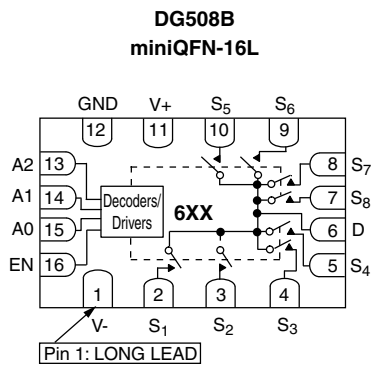 DG508B
miniQFN-16L
GND V+ S5 S6
12 11 10 9
A2 13 8 S7
A1 14 7 S8
Decoders/
Drivers
6XX
A0 15 6 D
EN 16 5 S4
1 2 3 4
V- S1 S2 S3
Pin 1: LONG LEAD